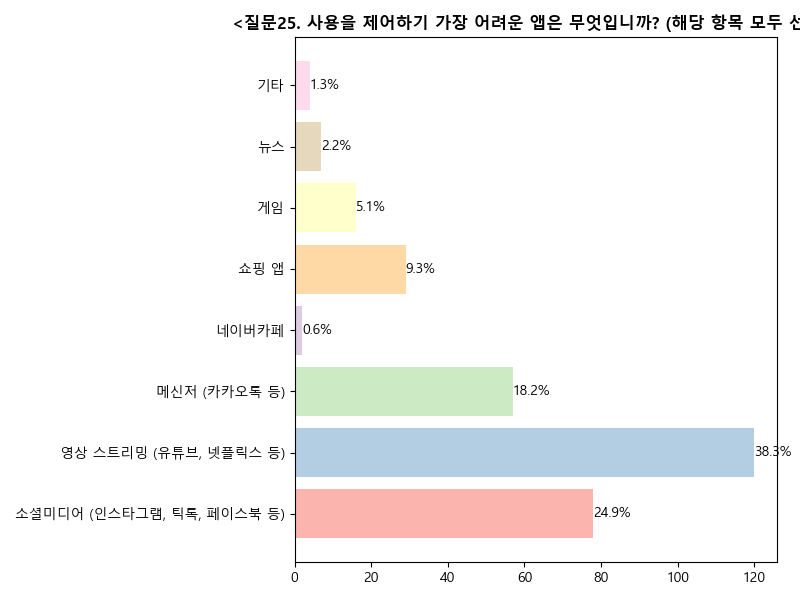 <질문25. 사용을 제어하기 가장 어려운 앱은 무엇입니까? (해당 항목 모두
기타
1.3%
뉴스
2.2%
게임
5.1%
쇼핑 앱
9.3%
네이버카페
0.6%
메신저 (카카오톡 등)
18.2%
영상 스트리밍 (유튜브, 넷플릭스 등)
38.3%
소셜미디어 (인스타그램, 틱톡, 페이스북 등)
24.9%
0 20 40 60 80 100 120